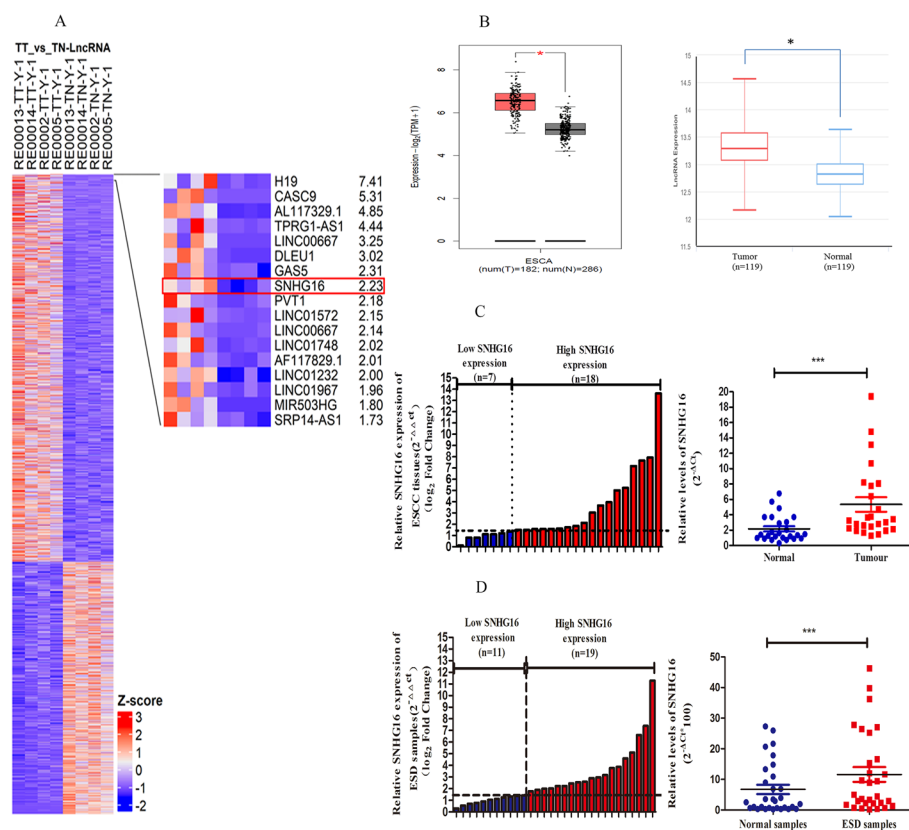 A
TT_vs_TN-LncRNA
RE00013-TT-Y-1
RE00014-TT-Y-1
RE0002-TT-Y-1
RE0005-TT-Y-1
RE00013-TN-Y-1
RE00014-TN-Y-1
RE0002-TN-Y-1
RE0005-TN-Y-1
H19 7.41
CASC9 5.31
AL117329.1 4.85
TPRG1-AS1 4.44
LINC00667 3.25
DLEU1 3.02
GAS5 2.31
SNHG16 2.23
PVT1 2.18
LINC01572 2.15
LINC00667 2.14
LINC01748 2.02
AF117829.1 2.01
LINC01232 2.00
LINC01967 1.96
MIR503HG 1.80
SRP14-AS1 1.73
Z-score
3
2
1
0
-1
-2
B
*
Expression−log2(TPM+1)
8
6
4
2
0
ESCA
(num(T)=182; num(N)=286)
*
LncRNA Expression
15
14.5
14
13.5
13
12.5
12
11.5
Tumor
(n=119)
Normal
(n=119)
C
Low SNHG16
expression
(n=7)
High SNHG16
expression
(n=18)
Relative SNHG16 expression of
ESCC tissues(2^-△△ct)
(log2 Fold Change)
15
14
13
12
11
10
9
8
7
6
5
4
3
2
1
0
***
Relative levels of SNHG16
(2^-ΔCt)
20
18
16
14
12
10
8
6
4
2
0
Normal
Tumour
D
Low SNHG16
expression
(n=11)
High SNHG16
expression
(n=19)
Relative SNHG16 expression of
ESD samples(2^-△△ct)
(log2 Fold Change)
15
14
13
12
11
10
9
8
7
6
5
4
3
2
1
0
***
Relative levels of SNHG16
(2^-ΔCt*100)
50
40
30
20
10
0
Normal samples
ESD samples